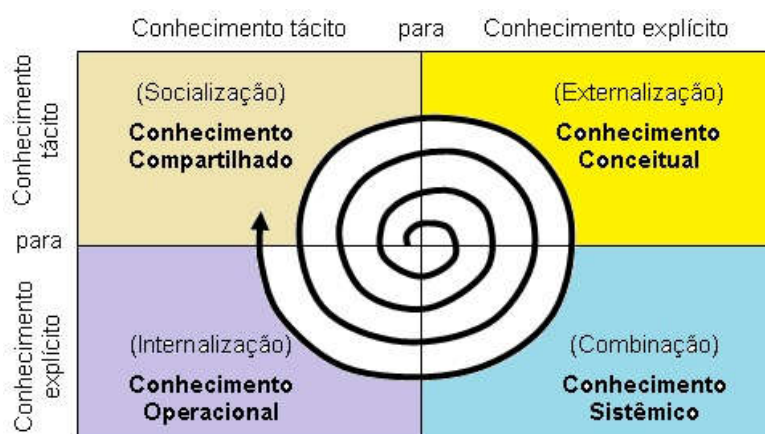 Conhecimento tácito para Conhecimento explícito
Conhecimento
tácito
para
Conhecimento
explícito
(Socialização)
Conhecimento
Compartilhado
(Externalização)
Conhecimento
Conceitual
(Internalização)
Conhecimento
Operacional
(Combinação)
Conhecimento
Sistêmico